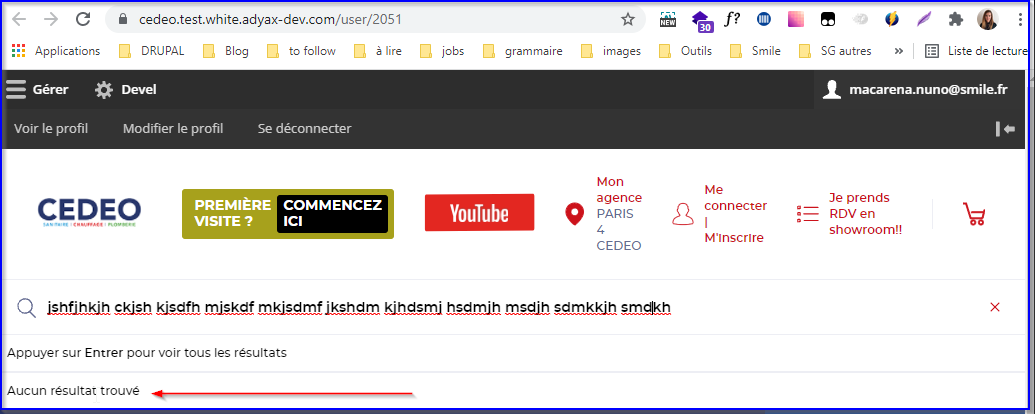 cedeo.test.white.adyax-dev.com/user/2051
NEW
30
f?
Applications DRUPAL Blog to follow à lire jobs grammaire images Outils Smile SG autres » Liste de lecture
Gérer Devel macarena.nuno@smile.fr
Voir le profil Modifier le profil Se déconnecter
CEDEO
SANITAIRE | CHAUFFAGE | PLOMBERIE
PREMIÈRE
VISITE ?
COMMENCEZ
ICI
YouTube
Mon
agence
PARIS
4
CEDEO
Me
connecter
|
M'inscrire
Je prends
RDV en
showroom!!
jshfjhkjh ckjsh kjsdfh mjskdf mkjsdmf jkshdm kjhdsmj hsdmjh msdjh sdmkkjh smdkh
Appuyer sur Entrer pour voir tous les résultats
Aucun résultat trouvé